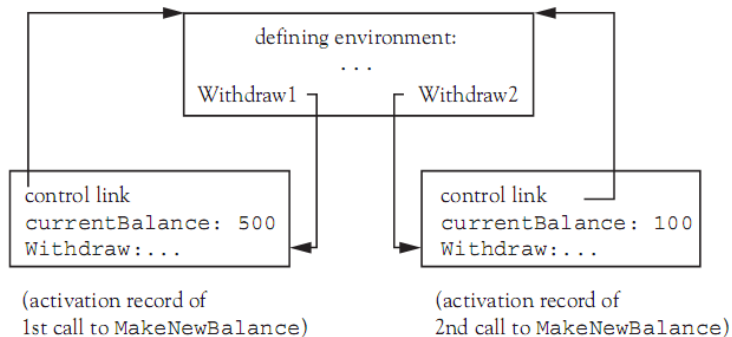 defining environment:
. . .
Withdraw1
Withdraw2
control link
currentBalance: 500
Withdraw:...
(activation record of
1st call to MakeNewBalance)
control link
currentBalance: 100
Withdraw:...
(activation record of
2nd call to MakeNewBalance)